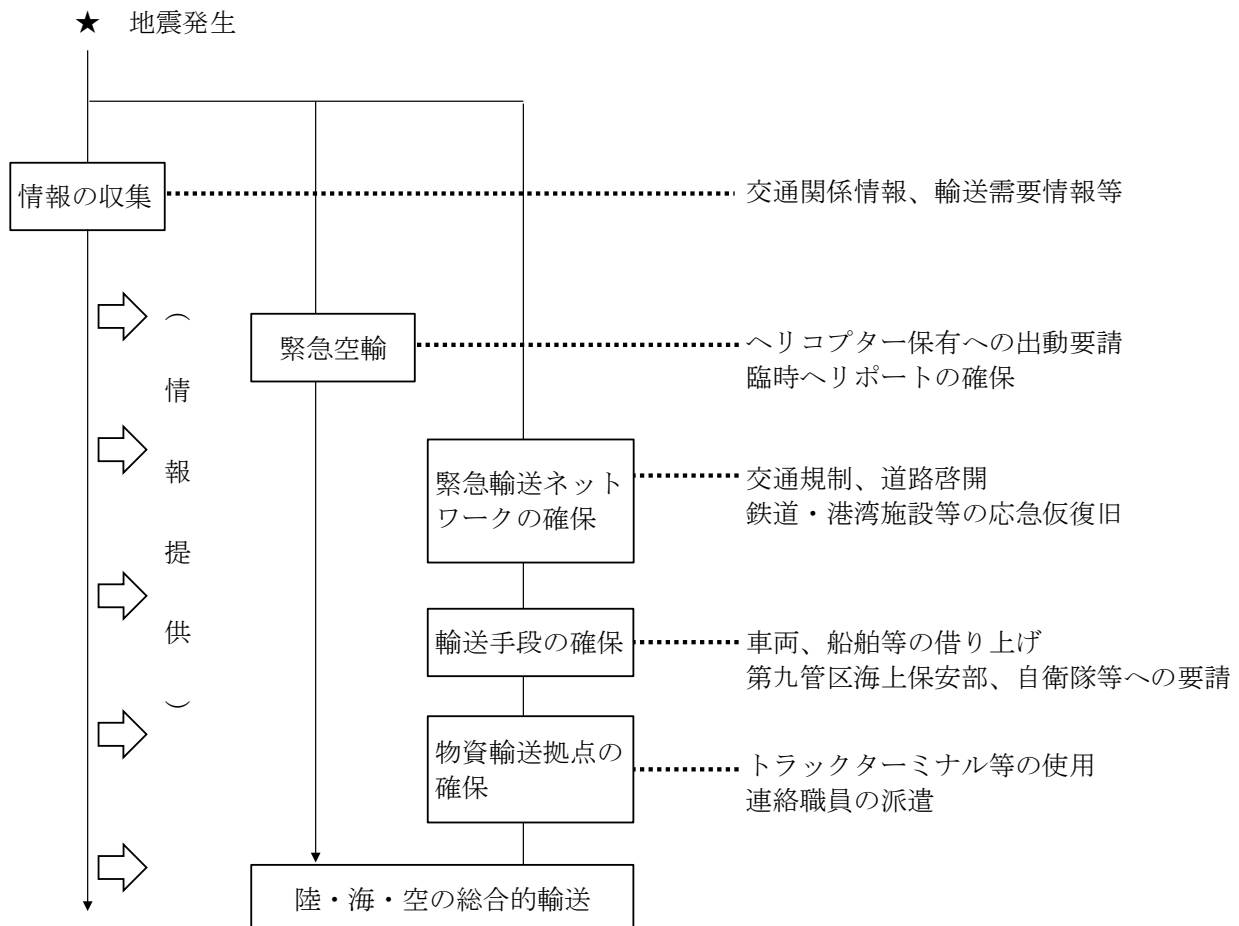 ★ 地震発生
情報の収集
交通関係情報、輸送需要情報等
（情報提供）
緊急空輸
ヘリコプター保有への出動要請
臨時ヘリポートの確保
緊急輸送ネット
ワークの確保
交通規制、道路啓開
鉄道・港湾施設等の応急仮復旧
輸送手段の確保
車両、船舶等の借り上げ
第九管区海上保安部、自衛隊等への要請
物資輸送拠点の
確保
トラックターミナル等の使用
連絡職員の派遣
陸・海・空の総合的輸送